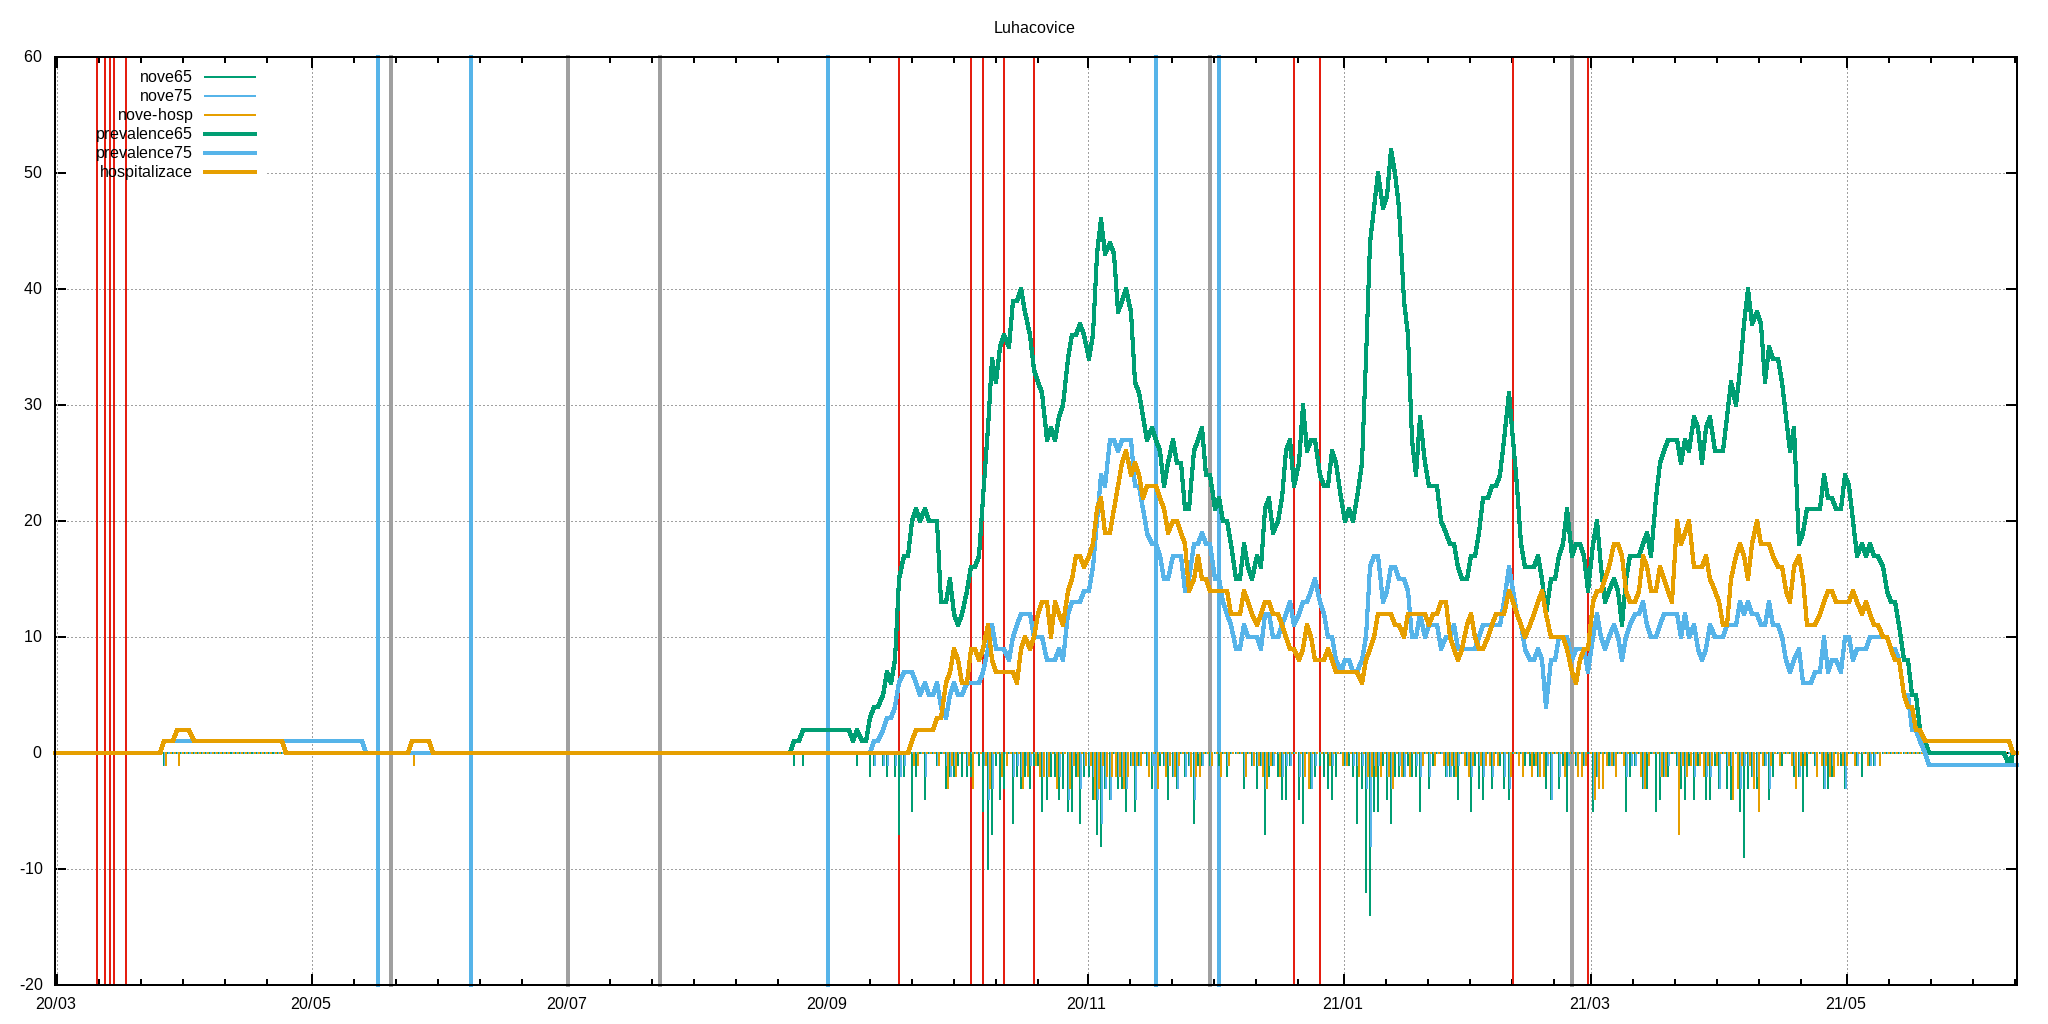 Luhacovice
60
50
40
30
20
10
0
-10
-20
nove65
nove75
nove-hosp
prevalence65
prevalence75
hospitalizace
20/03 20/05 20/07 20/09 20/11 21/01 21/03 21/05